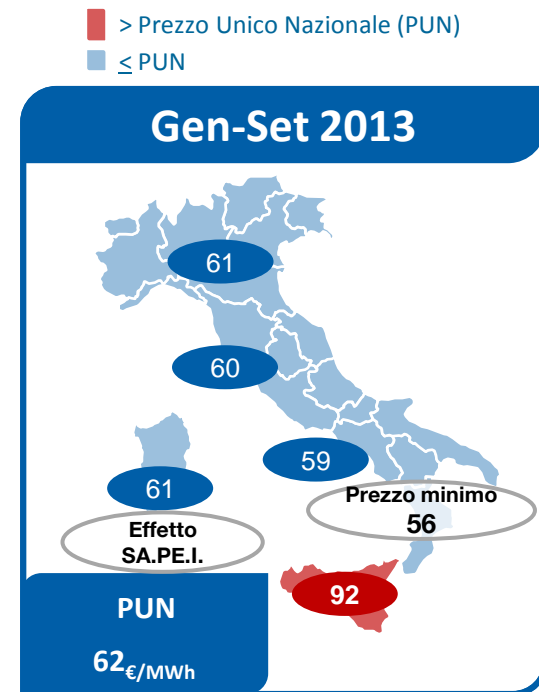 > Prezzo Unico Nazionale (PUN)
≤ PUN
Gen-Set 2013
61
60
59
61
Prezzo minimo
56
Effetto
SA.PE.I.
92
PUN
62€/MWh